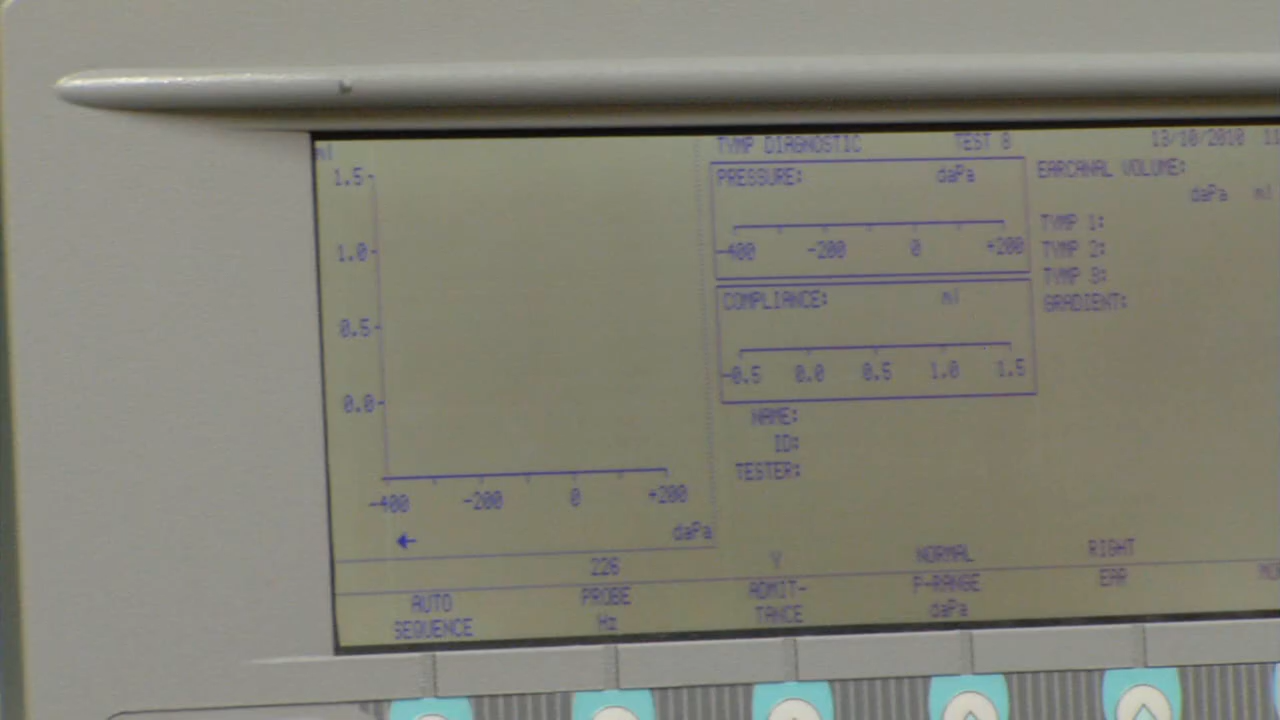 ml
1.5
1.0
0.5
0.0
-400 -200 0 +200
daPa
TYMP DIAGNOSTIC TEST 8 13/10/2010 11
PRESSURE: daPa
-400 -200 0 +200
COMPLIANCE: ml
-0.5 0.0 0.5 1.0 1.5
NAME:
ID:
TESTER:
EARCANAL VOLUME:
daPa ml
TYMP 1:
TYMP 2:
TYMP 3:
GRADIENT:
226 Y NORMAL RIGHT
AUTO PROBE ADMIT- P-RANGE EAR
SEQUENCE Hz TANCE daPa